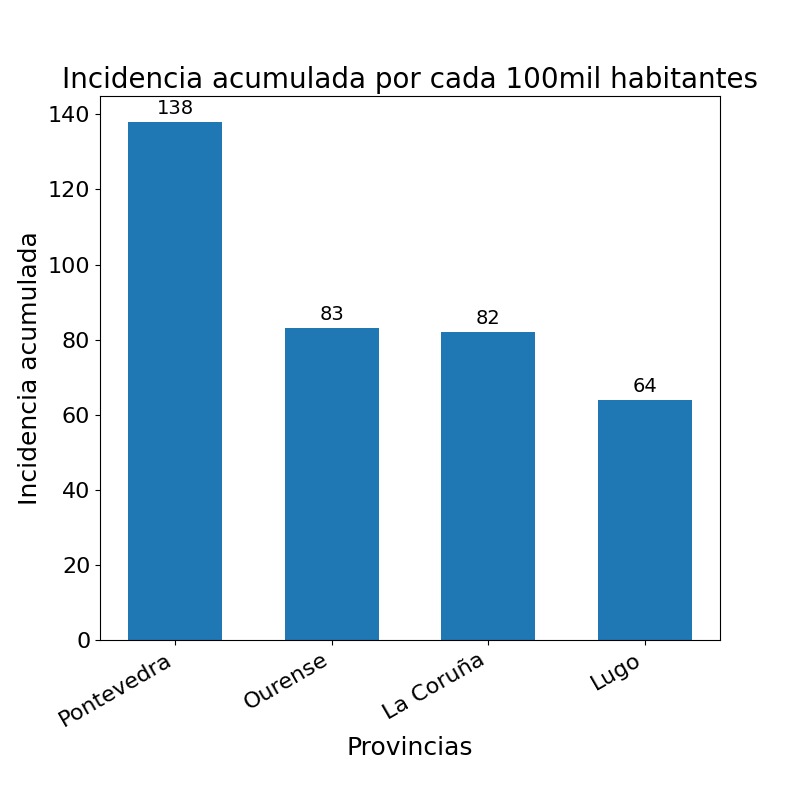 Incidencia acumulada por cada 100mil habitantes
140
120
100
80
60
40
20
0
Incidencia acumulada
138
83
82
64
Pontevedra
Ourense
La Coruña
Lugo
Provincias